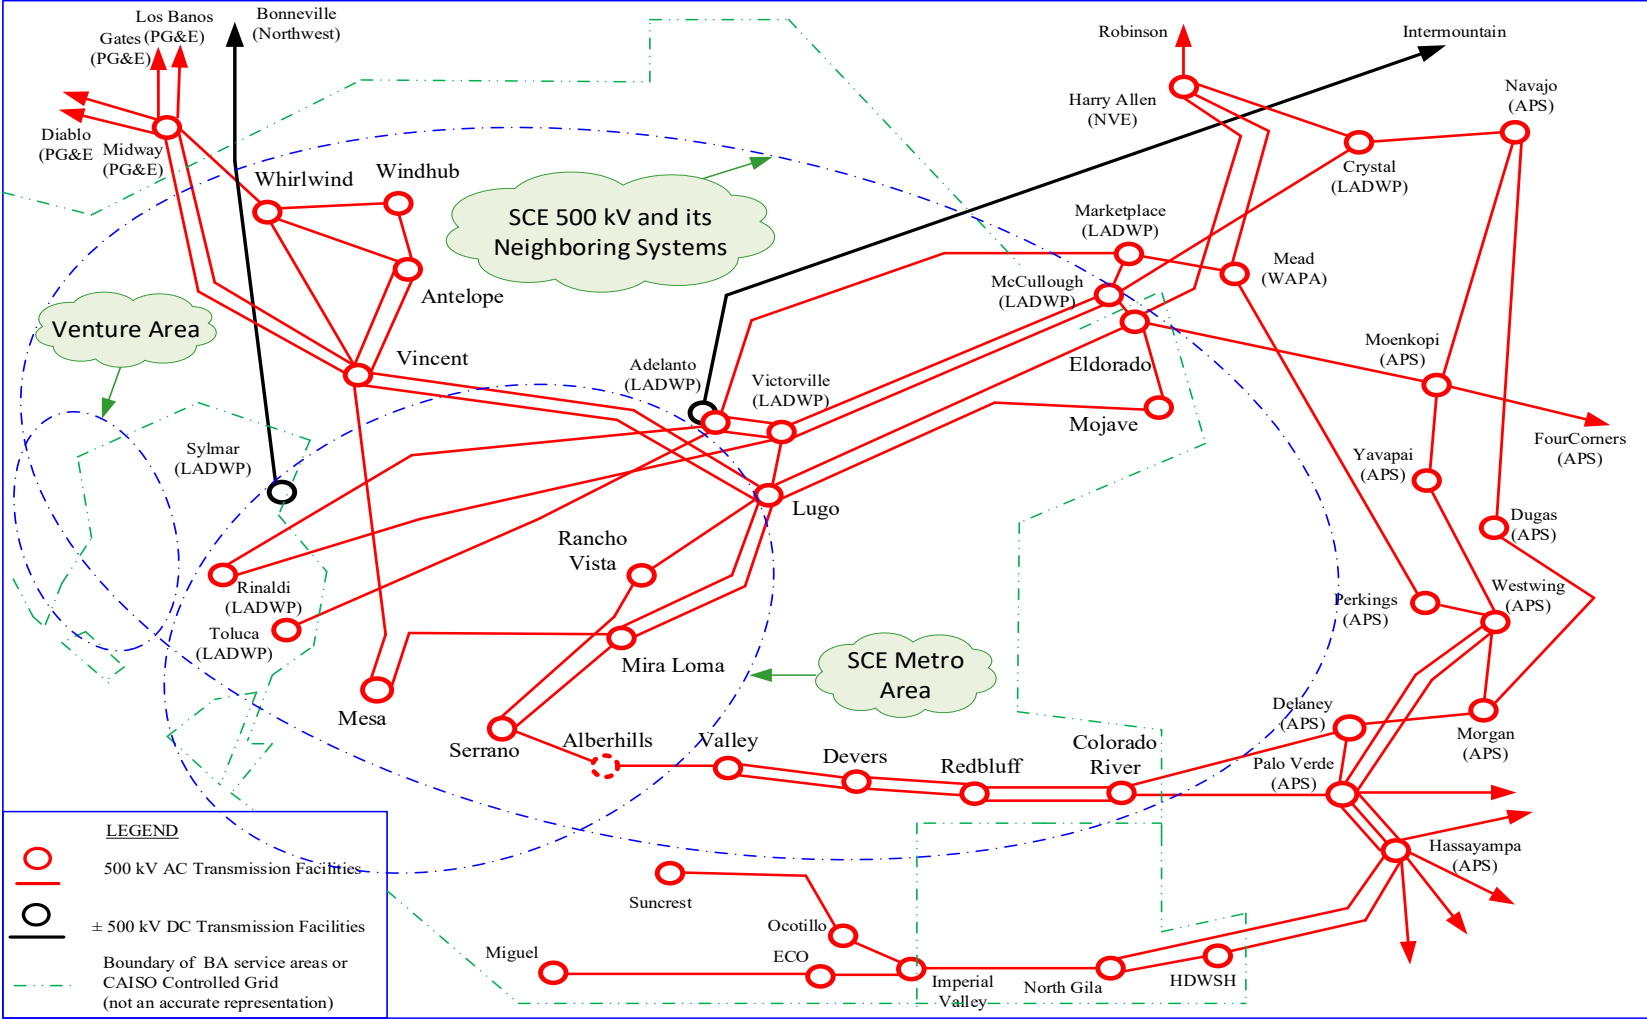 Los Banos
(PG&E)
Gates
(PG&E)
Bonneville
(Northwest)
Diablo
(PG&E
Midway
(PG&E)
Whirlwind
Windhub
Antelope
Vincent
SCE 500 kV and its
Neighboring Systems
Venture Area
Robinson
Intermountain
Harry Allen
(NVE)
Navajo
(APS)
Crystal
(LADWP)
Marketplace
(LADWP)
McCullough
(LADWP)
Mead
(WAPA)
Eldorado
Mojave
Moenkopi
(APS)
FourCorners
(APS)
Yavapai
(APS)
Dugas
(APS)
Adelanto
(LADWP)
Victorville
(LADWP)
Sylmar
(LADWP)
Lugo
Rancho
Vista
Rinaldi
(LADWP)
Toluca
(LADWP)
Perkings
(APS)
Westwing
(APS)
Mira Loma
SCE Metro
Area
Mesa
Serrano
Alberhills
Valley
Devers
Redbluff
Colorado
River
Delaney
(APS)
Morgan
(APS)
Palo Verde
(APS)
Hassayampa
(APS)
Suncrest
Ocotillo
Miguel
ECO
Imperial
Valley
North Gila
HDWSH
LEGEND
500 kV AC Transmission Facilities
± 500 kV DC Transmission Facilities
Boundary of BA service areas or
CAISO Controlled Grid
(not an accurate representation)